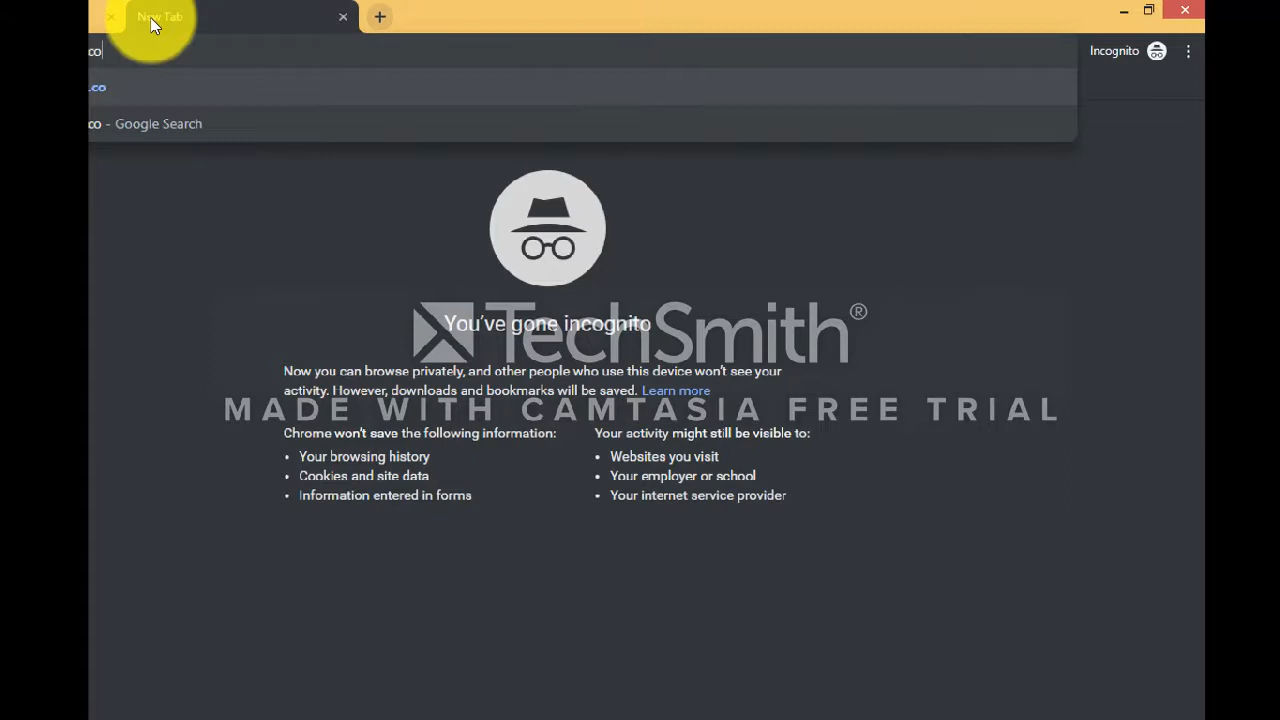 New Tab
co
Incognito
.co
co - Google Search
TechSmith®
You've gone incognito
Now you can browse privately, and other people who use this device won't see your
activity. However, downloads and bookmarks will be saved. Learn more
MADE WITH CAMTASIA FREE TRIAL
Chrome won't save the following information:
• Your browsing history
• Cookies and site data
• Information entered in forms
Your activity might still be visible to:
• Websites you visit
• Your employer or school
• Your internet service provider